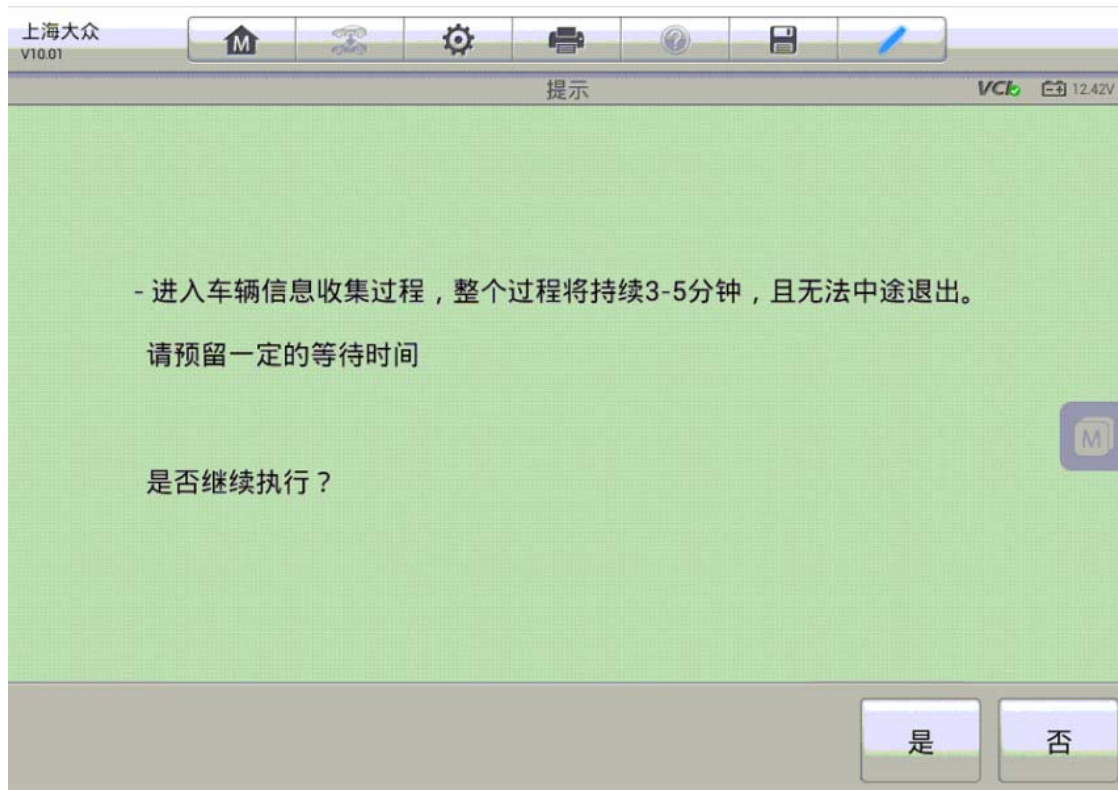 上海大众
V10.01
M
提示
VCI
12.42V
- 进入车辆信息收集过程，整个过程将持续3-5分钟，且无法中途退出。
请预留一定的等待时间
M
是否继续执行？
是
否